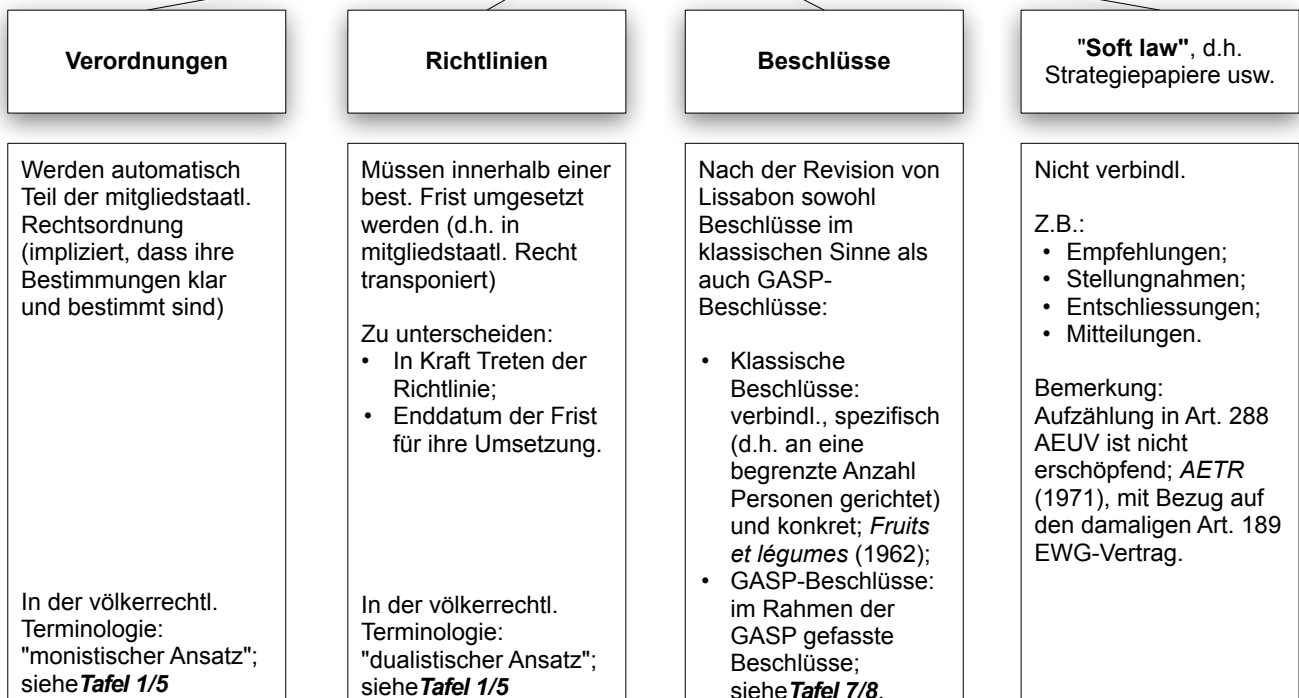 Verordnungen
Richtlinien
Beschlüsse
"Soft law", d.h.
Strategiepapiere usw.
Werden automatisch
Teil der mitgliedstaatl.
Rechtsordnung
(impliziert, dass ihre
Bestimmungen klar
und bestimmt sind)
In der völkerrechtl.
Terminologie:
"monistischer Ansatz";
siehe Tafel 1/5
Müssen innerhalb einer
best. Frist umgesetzt
werden (d.h. in
mitgliedstaatl. Recht
transponiert)
Zu unterscheiden:
• In Kraft Treten der
Richtlinie;
• Enddatum der Frist
für ihre Umsetzung.
In der völkerrechtl.
Terminologie:
"dualistischer Ansatz";
siehe Tafel 1/5
Nach der Revision von
Lissabon sowohl
Beschlüsse im
klassischen Sinne als
auch GASP-
Beschlüsse:
• Klassische
Beschlüsse:
verbindl., spezifisch
(d.h. an eine
begrenzte Anzahl
Personen gerichtet)
und konkret; Fruits
et légumes (1962);
• GASP-Beschlüsse:
im Rahmen der
GASP gefasste
Beschlüsse;
siehe Tafel 7/8.
Nicht verbindl.
Z.B.:
• Empfehlungen;
• Stellungnahmen;
• Entschliessungen;
• Mitteilungen.
Bemerkung:
Aufzählung in Art. 288
AEUV ist nicht
erschöpfend; AETR
(1971), mit Bezug auf
den damaligen Art. 189
EWG-Vertrag.